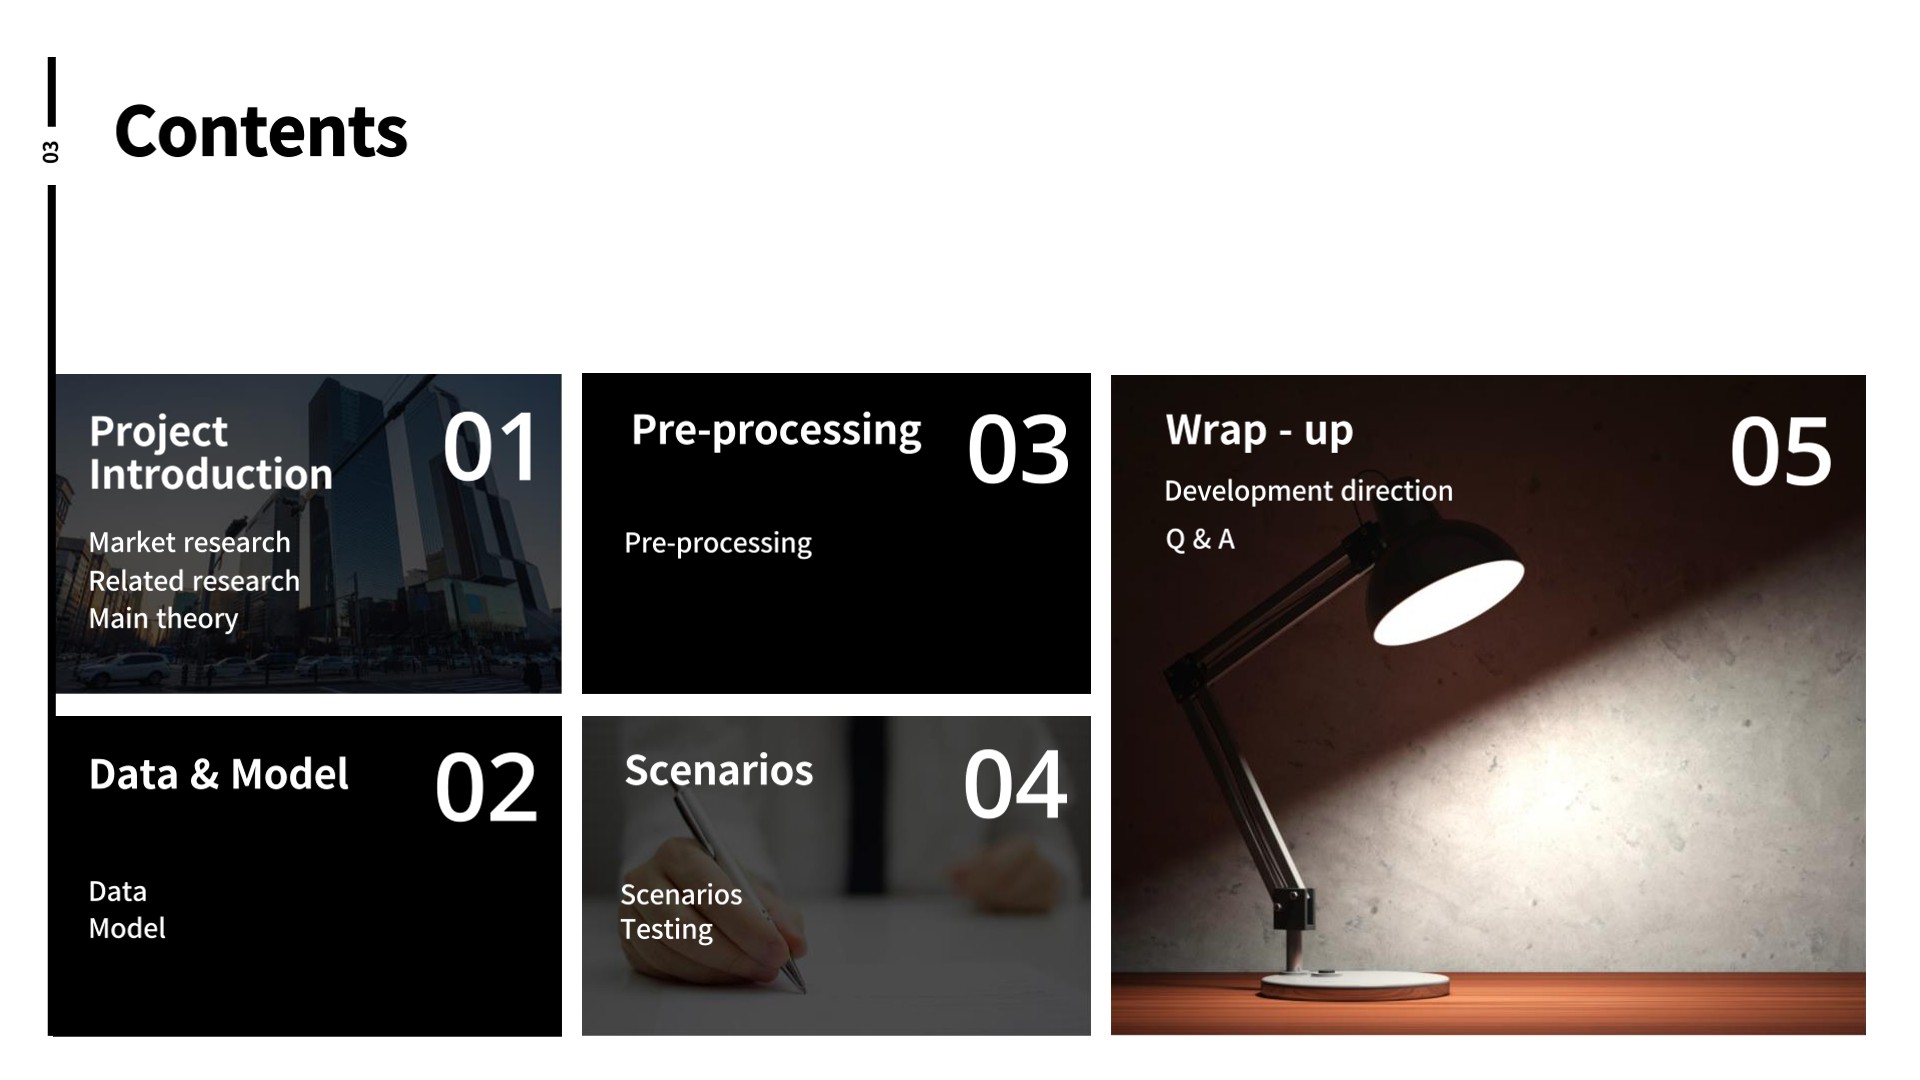 03
Contents
Project
Introduction
01
Market research
Related research
Main theory
Data & Model
02
Data
Model
Pre-processing
03
Pre-processing
Scenarios
04
Scenarios
Testing
Wrap - up
05
Development direction
Q & A